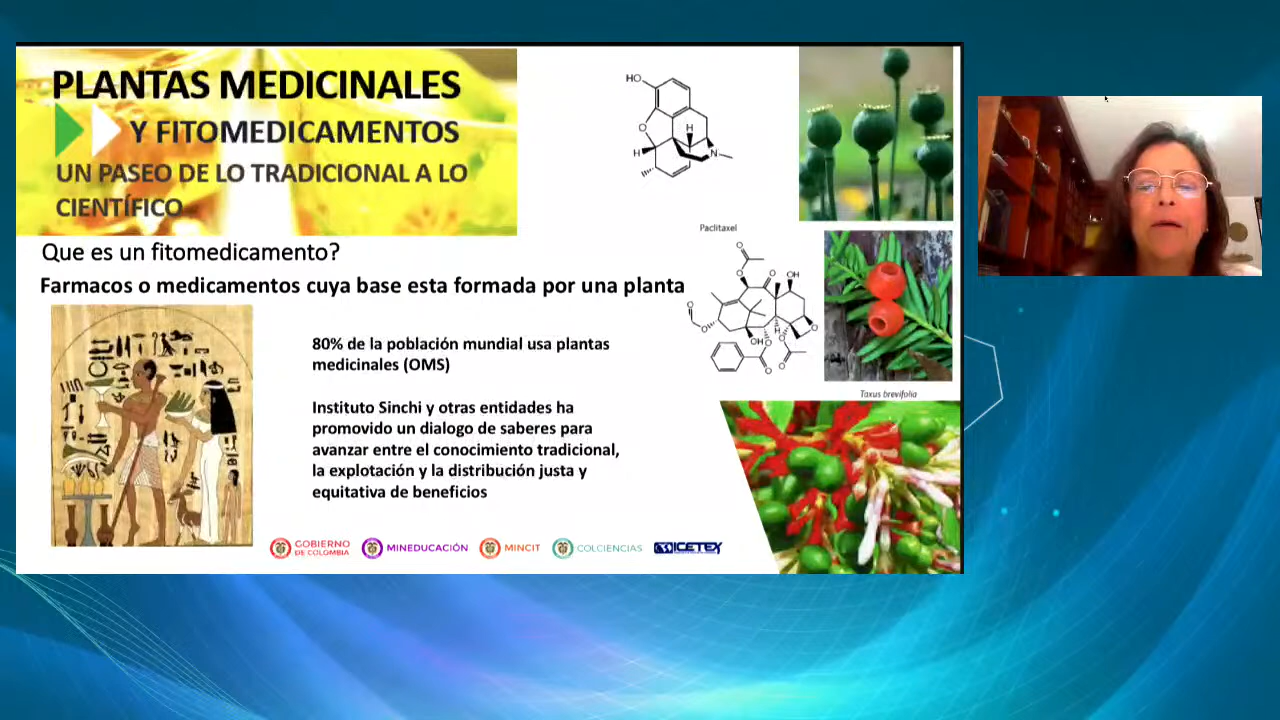 PLANTAS MEDICINALES
Y FITOMEDICAMENTOS
UN PASEO DE LO TRADICIONAL A LO
CIENTÍFICO
Que es un fitomedicamento?
Farmacos o medicamentos cuya base esta formada por una planta
80% de la población mundial usa plantas
medicinales (OMS)
Instituto Sinchi y otras entidades ha
promovido un dialogo de saberes para
avanzar entre el conocimiento tradicional,
la explotación y la distribución justa y
equitativa de beneficios
HO
O
H
H
N
Paclitaxel
O
O
O
OH
O
O
H
O
OH
O
O
O
O
Taxus brevifolia
GOBIERNO
DE COLOMBIA
MINEDUCACIÓN
MINCIT
COLCIENCIAS
ICETEX